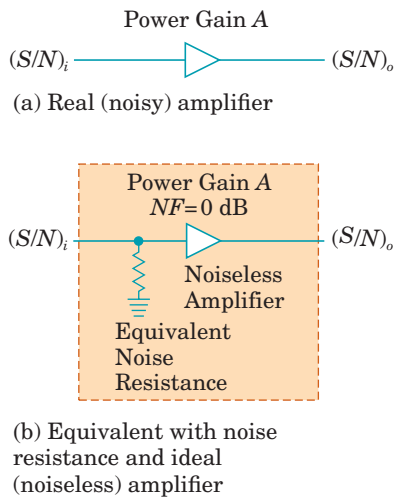 Power Gain A
(S/N)i (S/N)o
(a) Real (noisy) amplifier
Power Gain A
NF=0 dB
(S/N)i (S/N)o
Noiseless
Amplifier
Equivalent
Noise
Resistance
(b) Equivalent with noise
resistance and ideal
(noiseless) amplifier